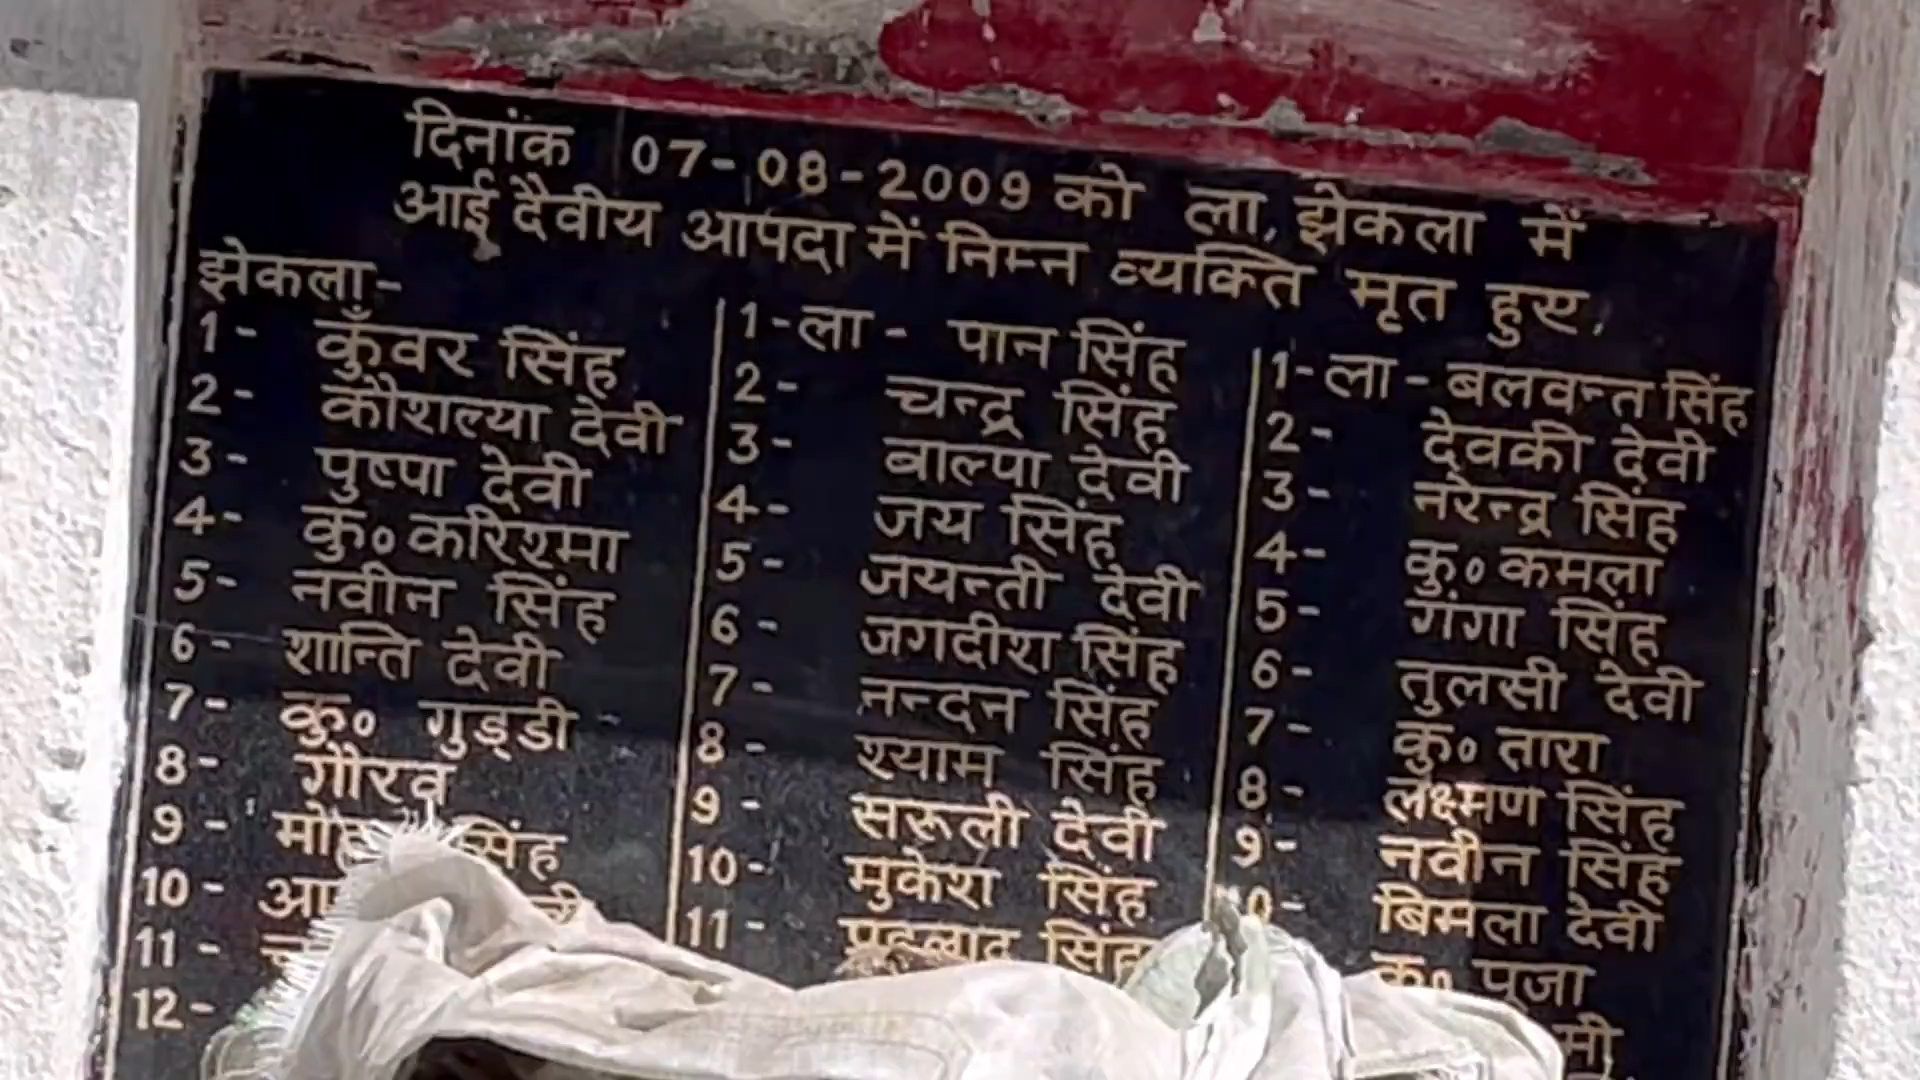 दिनांक 07-08-2009 को ला, झेकला में
आई दैवीय आपदा में निम्न व्यक्ति मृत हुए,
झेकला-
1- कुँवर सिंह
2- कौशल्या देवी
3- पुष्पा देवी
4- कु० करिश्मा
5- नवीन सिंह
6- शान्ति देवी
7- कु० गुड्डी
8- गौरव
9- सिंह
10-
11-
12-
1-ला- पान सिंह
2- चन्द्र सिंह
3- बाल्पा देवी
4- जय सिंह
5- जयन्ती देवी
6- जगदीश सिंह
7- नन्दन सिंह
8- श्याम सिंह
9- सरूली देवी
10- मुकेश सिंह
11- प्रहलाद सिंह
1-ला- बलवन्त सिंह
2- देवकी देवी
3- नरेन्द्र सिंह
4- कु० कमला
5- गंगा सिंह
6- तुलसी देवी
7- कु० तारा
8- लक्ष्मण सिंह
9- नवीन सिंह
10- बिमला देवी
कु० पूजा